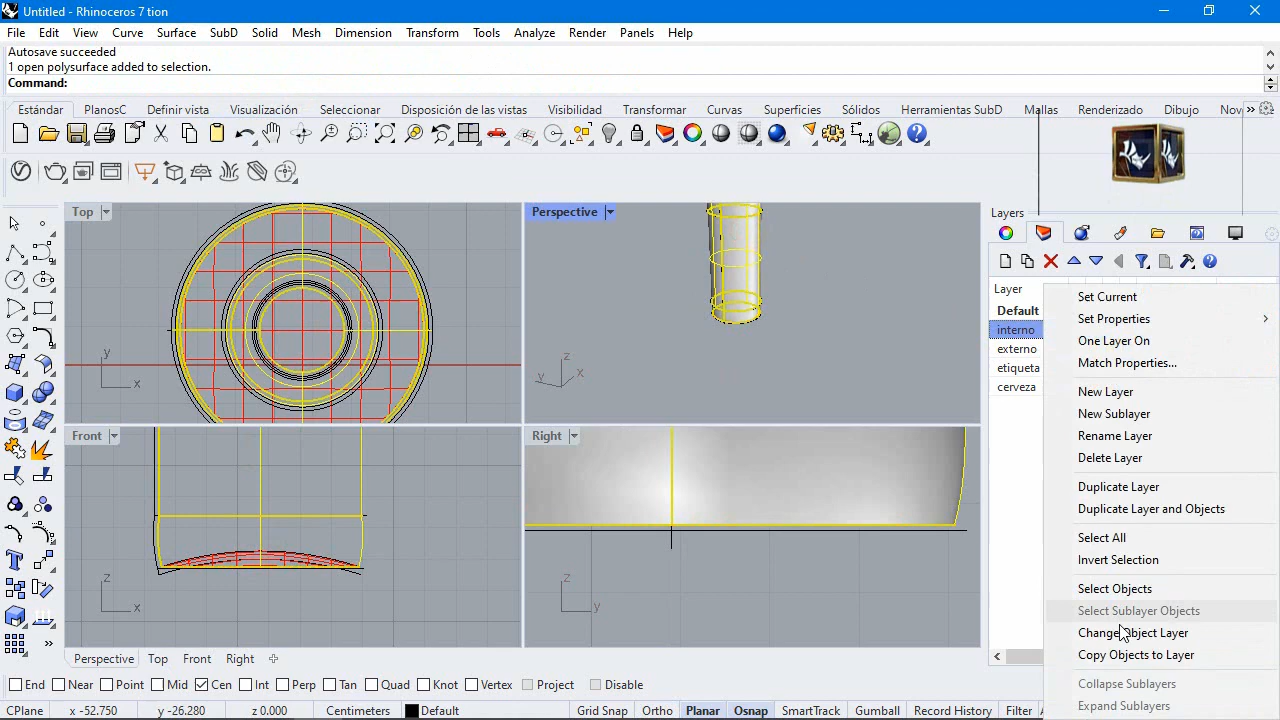 Untitled - Rhinoceros 7 tion
File Edit View Curve Surface SubD Solid Mesh Dimension Transform Tools Analyze Render Panels Help
Autosave succeeded
1 open polysurface added to selection.
Command:
Estándar PlanosC Definir vista Visualización Seleccionar Disposición de las vistas Visibilidad Transformar Curvas Superficies Sólidos Herramientas SubD Mallas Renderizado Dibujo Nov »
Top
y
x
Perspective
z
y x
Front
z
x
Right
z
y
Layers
Layer
Default
interno
externo
etiqueta
cerveza
Set Current
Set Properties
One Layer On
Match Properties...
New Layer
New Sublayer
Rename Layer
Delete Layer
Duplicate Layer
Duplicate Layer and Objects
Select All
Invert Selection
Select Objects
Select Sublayer Objects
Change Object Layer
Copy Objects to Layer
Collapse Sublayers
Expand Sublayers
Perspective Top Front Right
End Near Point Mid Cen Int Perp Tan Quad Knot Vertex Project Disable
CPlane x -52.750 y -26.280 z 0.000 Centimeters Default Grid Snap Ortho Planar Osnap SmartTrack Gumball Record History Filter